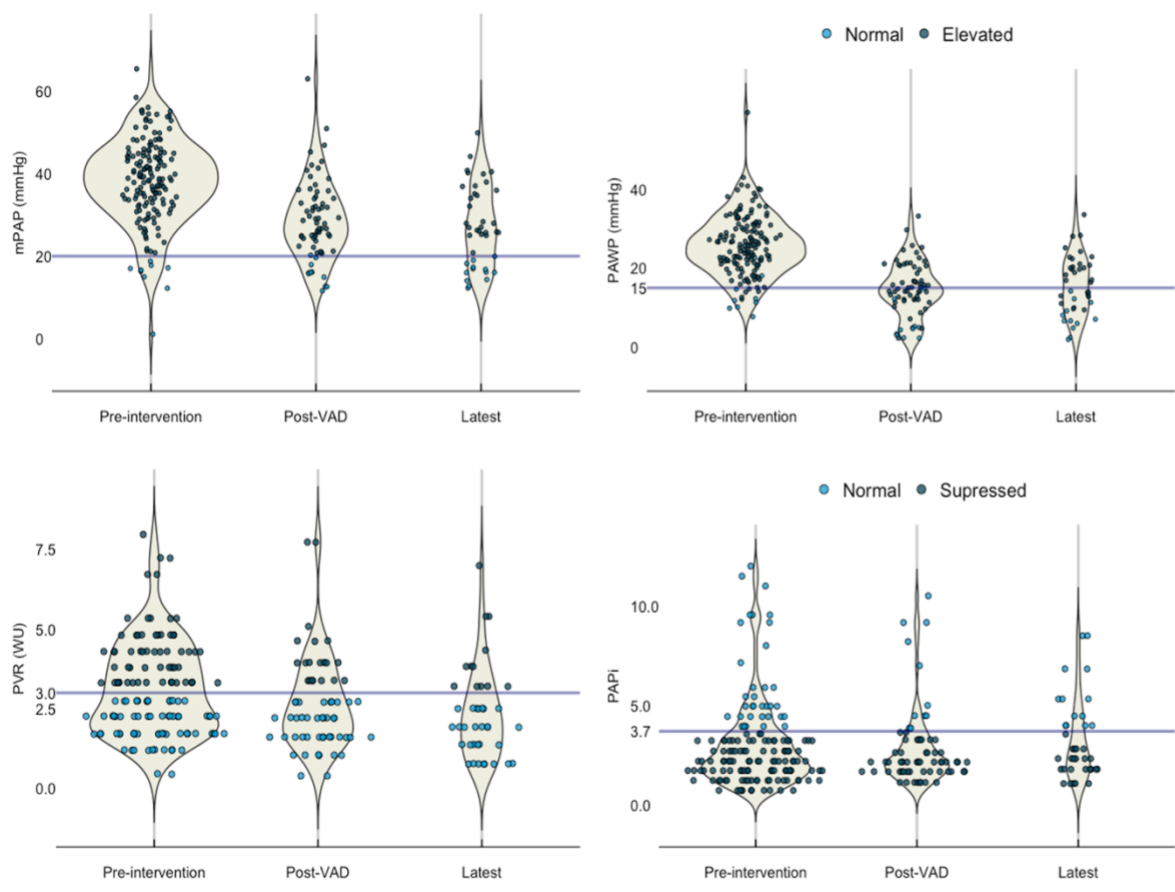 mPAP (mmHg)
60
40
20
0
Pre-intervention Post-VAD Latest
Normal Elevated
PAWP (mmHg)
40
20
15
0
Pre-intervention Post-VAD Latest
PVR (WU)
7.5
5.0
3.0
2.5
0.0
Pre-intervention Post-VAD Latest
Normal Supressed
PAPi
10.0
5.0
3.7
0.0
Pre-intervention Post-VAD Latest